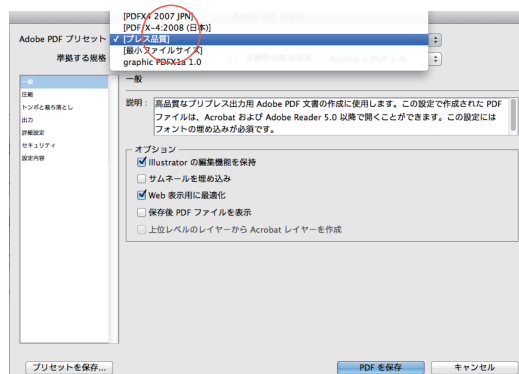 [PDFX4 2007 JPN]
[PDF/X-4:2008 (日本)]
Adobe PDF プリセット
✓ [プレス品質]
[最小ファイルサイズ]
準拠する規格
graphic PDFX1a 1.0
Acrobat 5 (PDF 1.4)
一般
圧縮
トンボと裁ち落とし
出力
詳細設定
セキュリティ
設定内容
一般
説明： 高品質なプリプレス出力用 Adobe PDF 文書の作成に使用します。この設定で作成された PDF
ファイルは、Acrobat および Adobe Reader 5.0 以降で開くことができます。この設定には
フォントの埋め込みが必須です。
オプション
Illustrator の編集機能を保持
サムネールを埋め込み
Web 表示用に最適化
保存後 PDF ファイルを表示
上位レベルのレイヤーから Acrobat レイヤーを作成
プリセットを保存...
PDF を保存
キャンセル